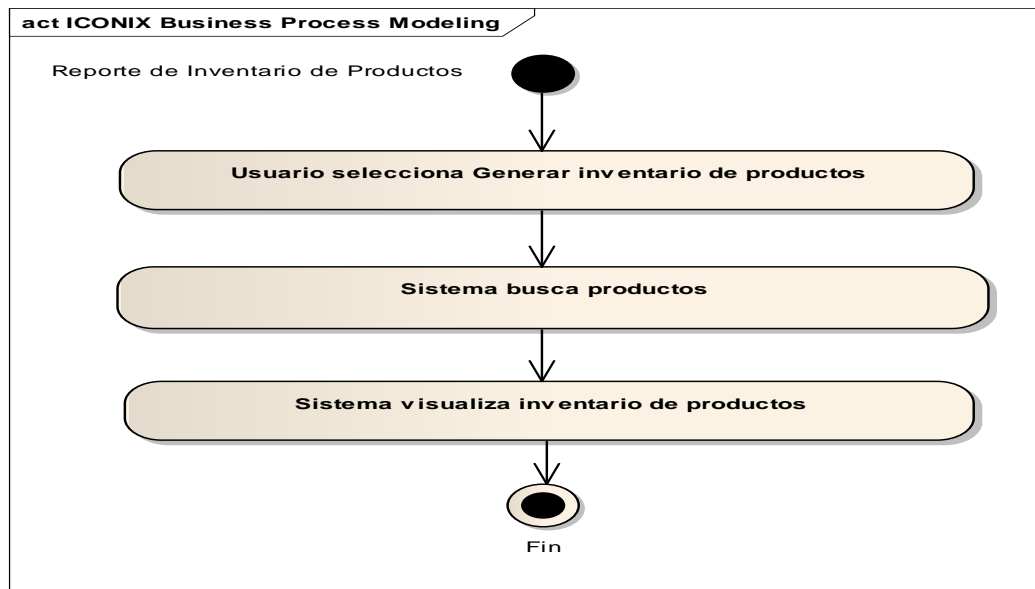 act ICONIX Business Process Modeling
Reporte de Inventario de Productos
Usuario selecciona Generar inventario de productos
Sistema busca productos
Sistema visualiza inventario de productos
Fin